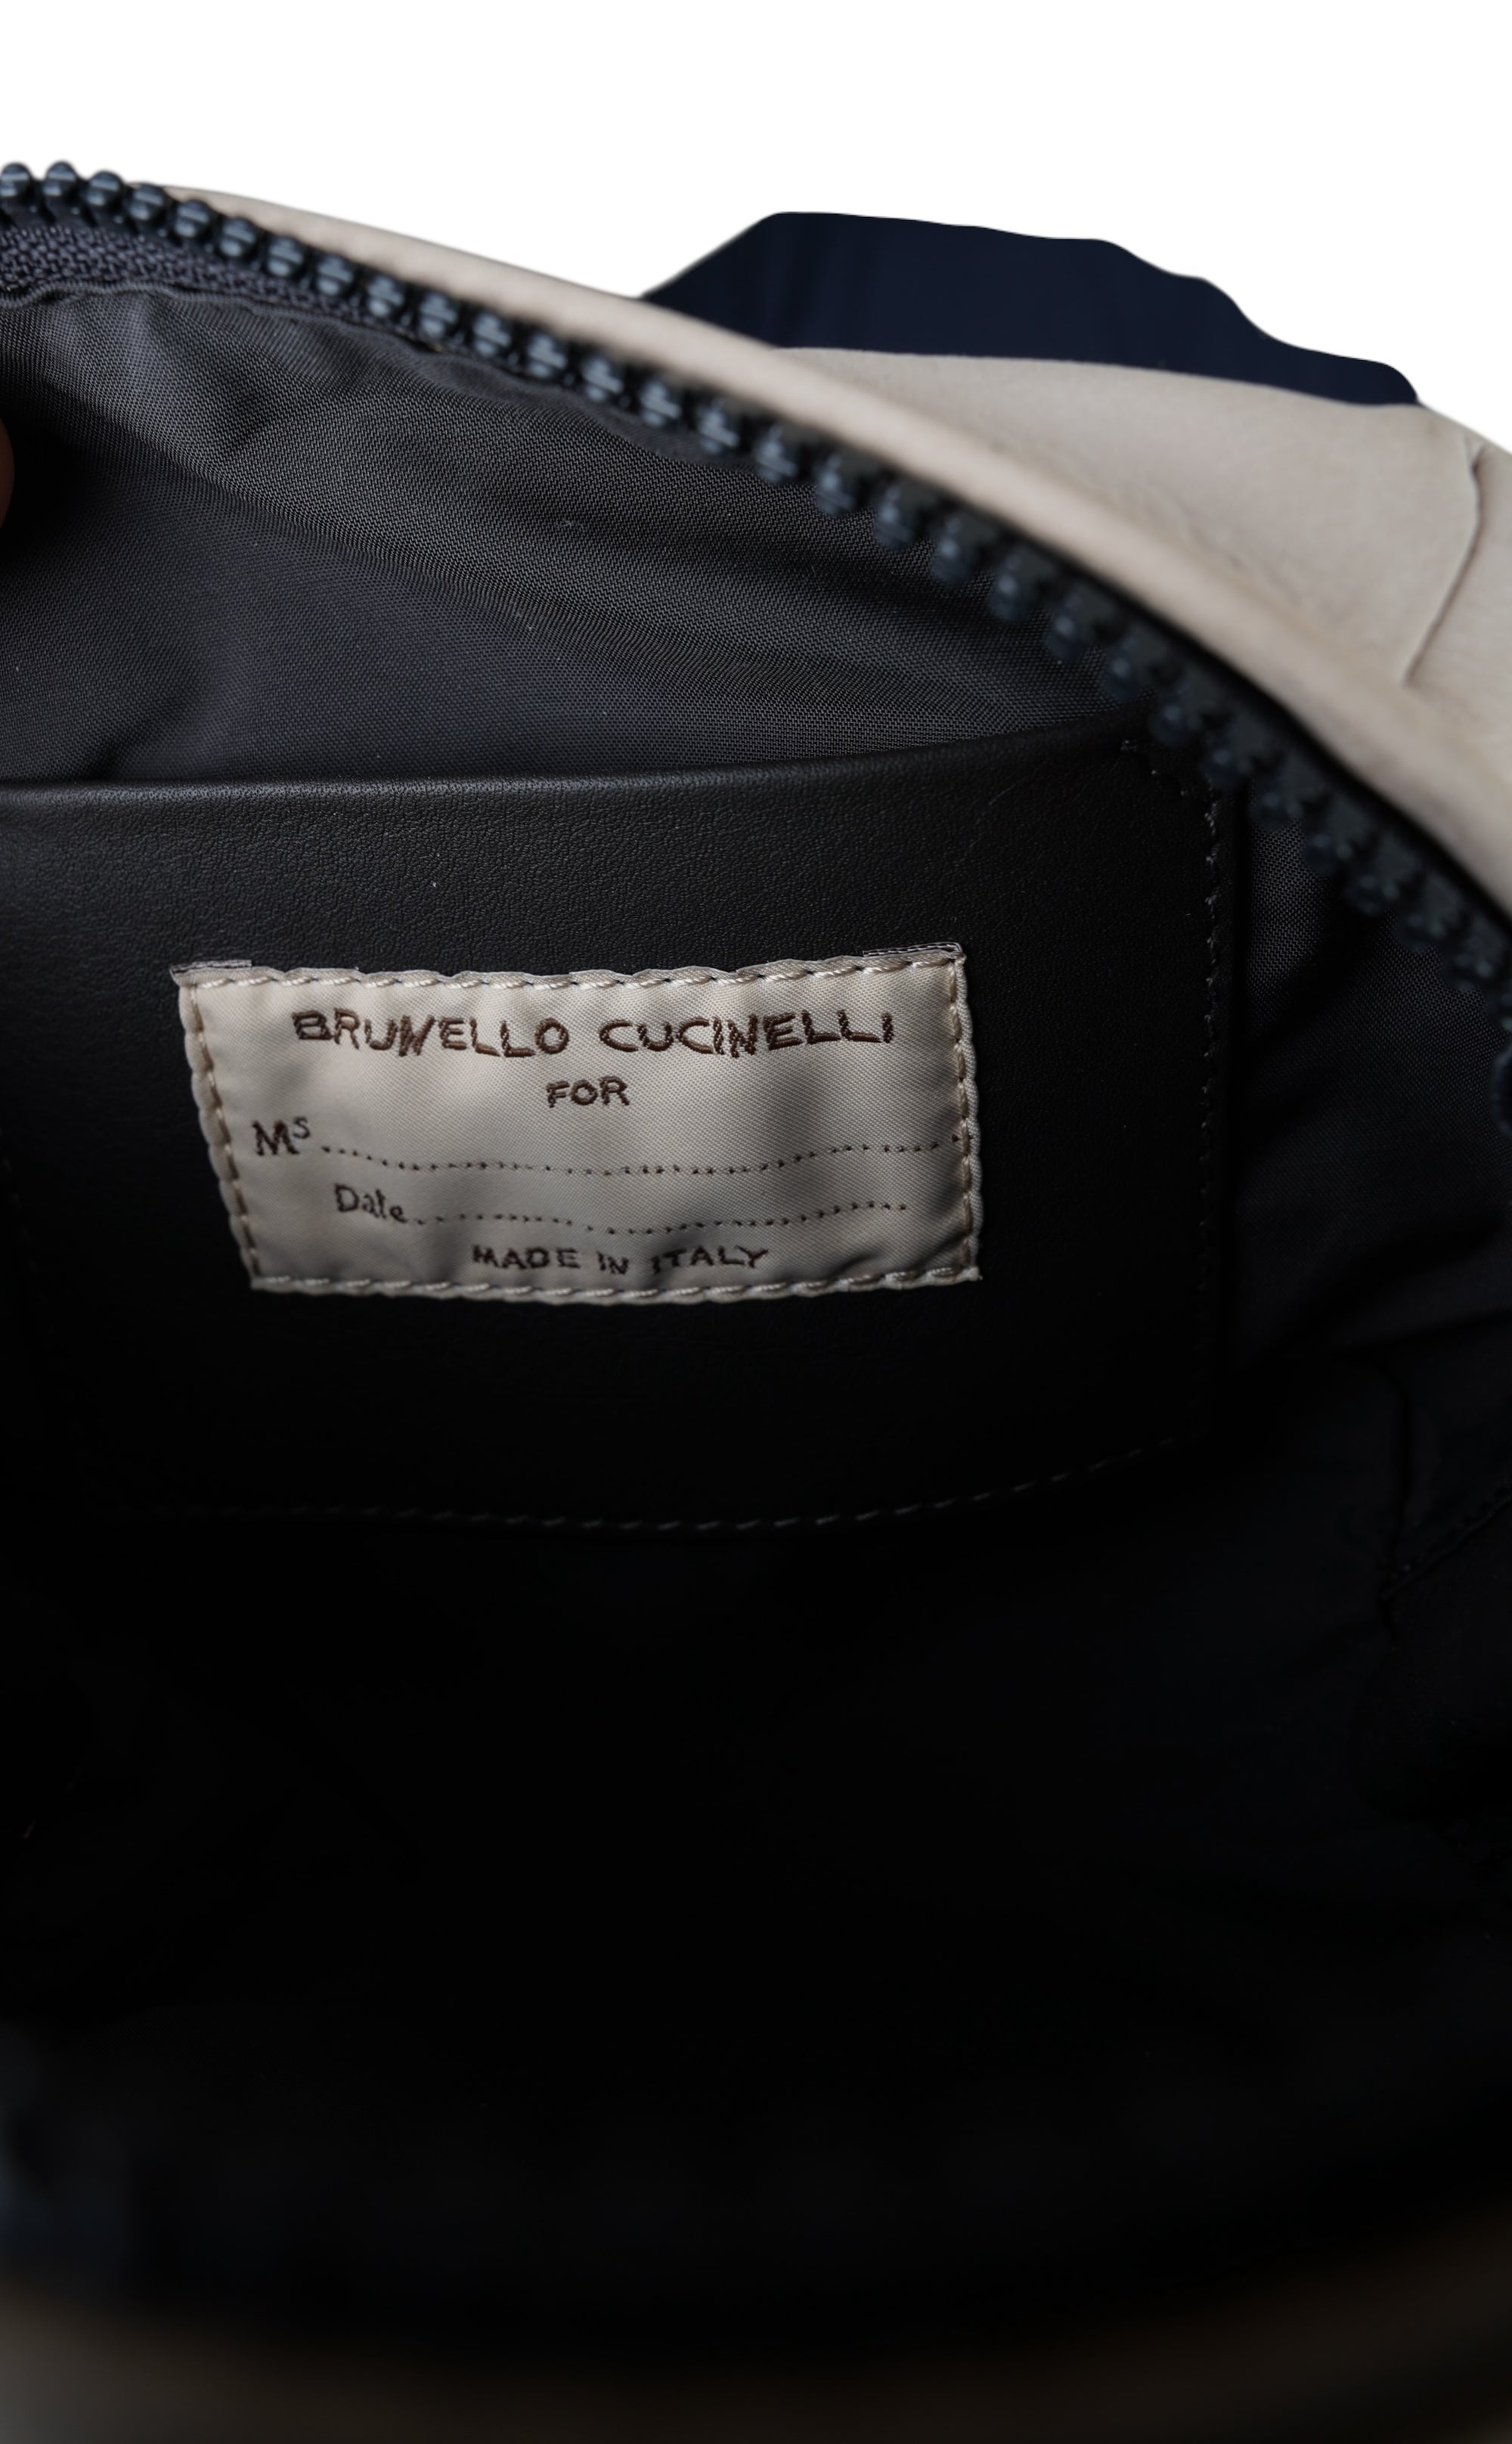 BRUNELLO CUCINELLI
FOR
Ms
Date
MADE IN ITALY